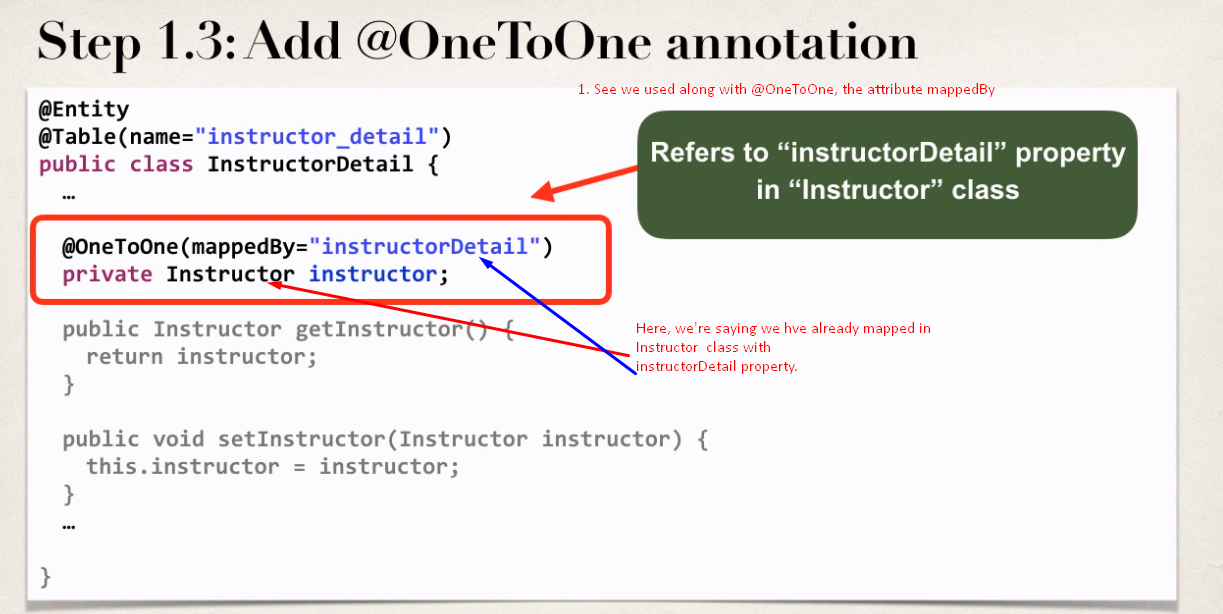 Step 1.3: Add @OneToOne annotation
1. See we used along with @OneToOne, the attribute mappedBy
@Entity
@Table(name="instructor_detail")
public class InstructorDetail {
…
Refers to “instructorDetail” property
in “Instructor” class
@OneToOne(mappedBy="instructorDetail")
private Instructor instructor;
public Instructor getInstructor() {
return instructor;
}
Here, we're saying we hve already mapped in
Instructor class with
instructorDetail property.
public void setInstructor(Instructor instructor) {
this.instructor = instructor;
}
…
}